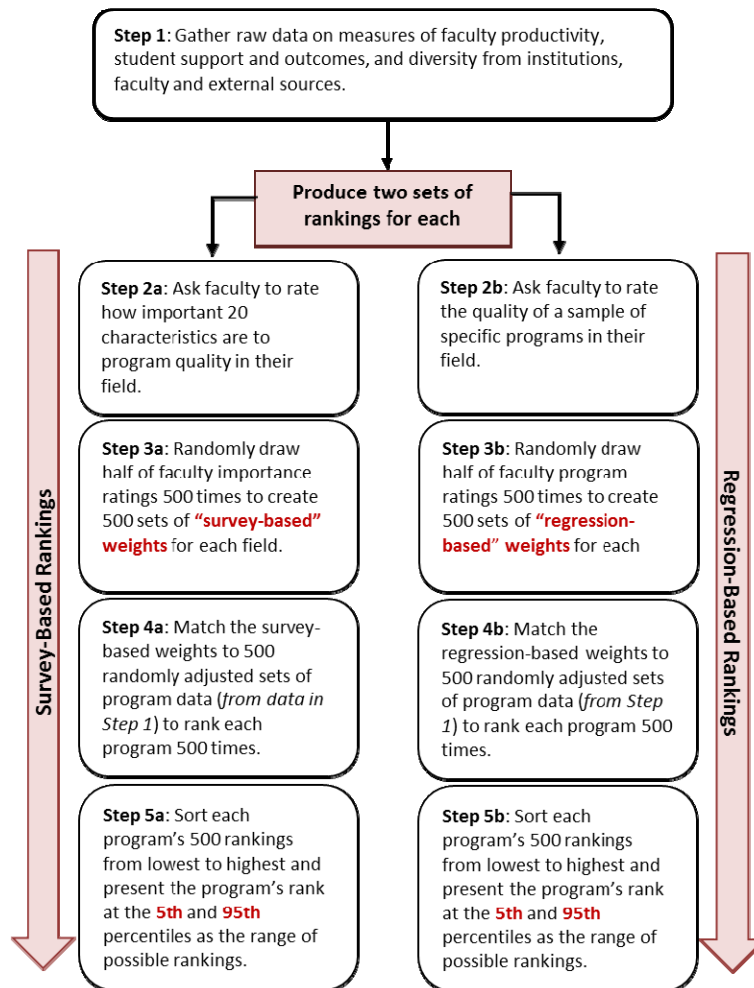 Step 1: Gather raw data on measures of faculty productivity,
student support and outcomes, and diversity from institutions,
faculty and external sources.
Produce two sets of
rankings for each
Survey-Based Rankings
Step 2a: Ask faculty to rate
how important 20
characteristics are to
program quality in their
field.
Step 3a: Randomly draw
half of faculty importance
ratings 500 times to create
500 sets of “survey-based”
weights for each field.
Step 4a: Match the survey-
based weights to 500
randomly adjusted sets of
program data (from data in
Step 1) to rank each
program 500 times.
Step 5a: Sort each
program’s 500 rankings
from lowest to highest and
present the program’s rank
at the 5th and 95th
percentiles as the range of
possible rankings.
Step 2b: Ask faculty to rate
the quality of a sample of
specific programs in their
field.
Step 3b: Randomly draw
half of faculty program
ratings 500 times to create
500 sets of “regression-
based” weights for each
Step 4b: Match the
regression-based weights to
500 randomly adjusted sets
of program data (from Step
1) to rank each program 500
times.
Step 5b: Sort each
program’s 500 rankings
from lowest to highest and
present the program’s rank
at the 5th and 95th
percentiles as the range of
possible rankings.
Regression-Based Rankings